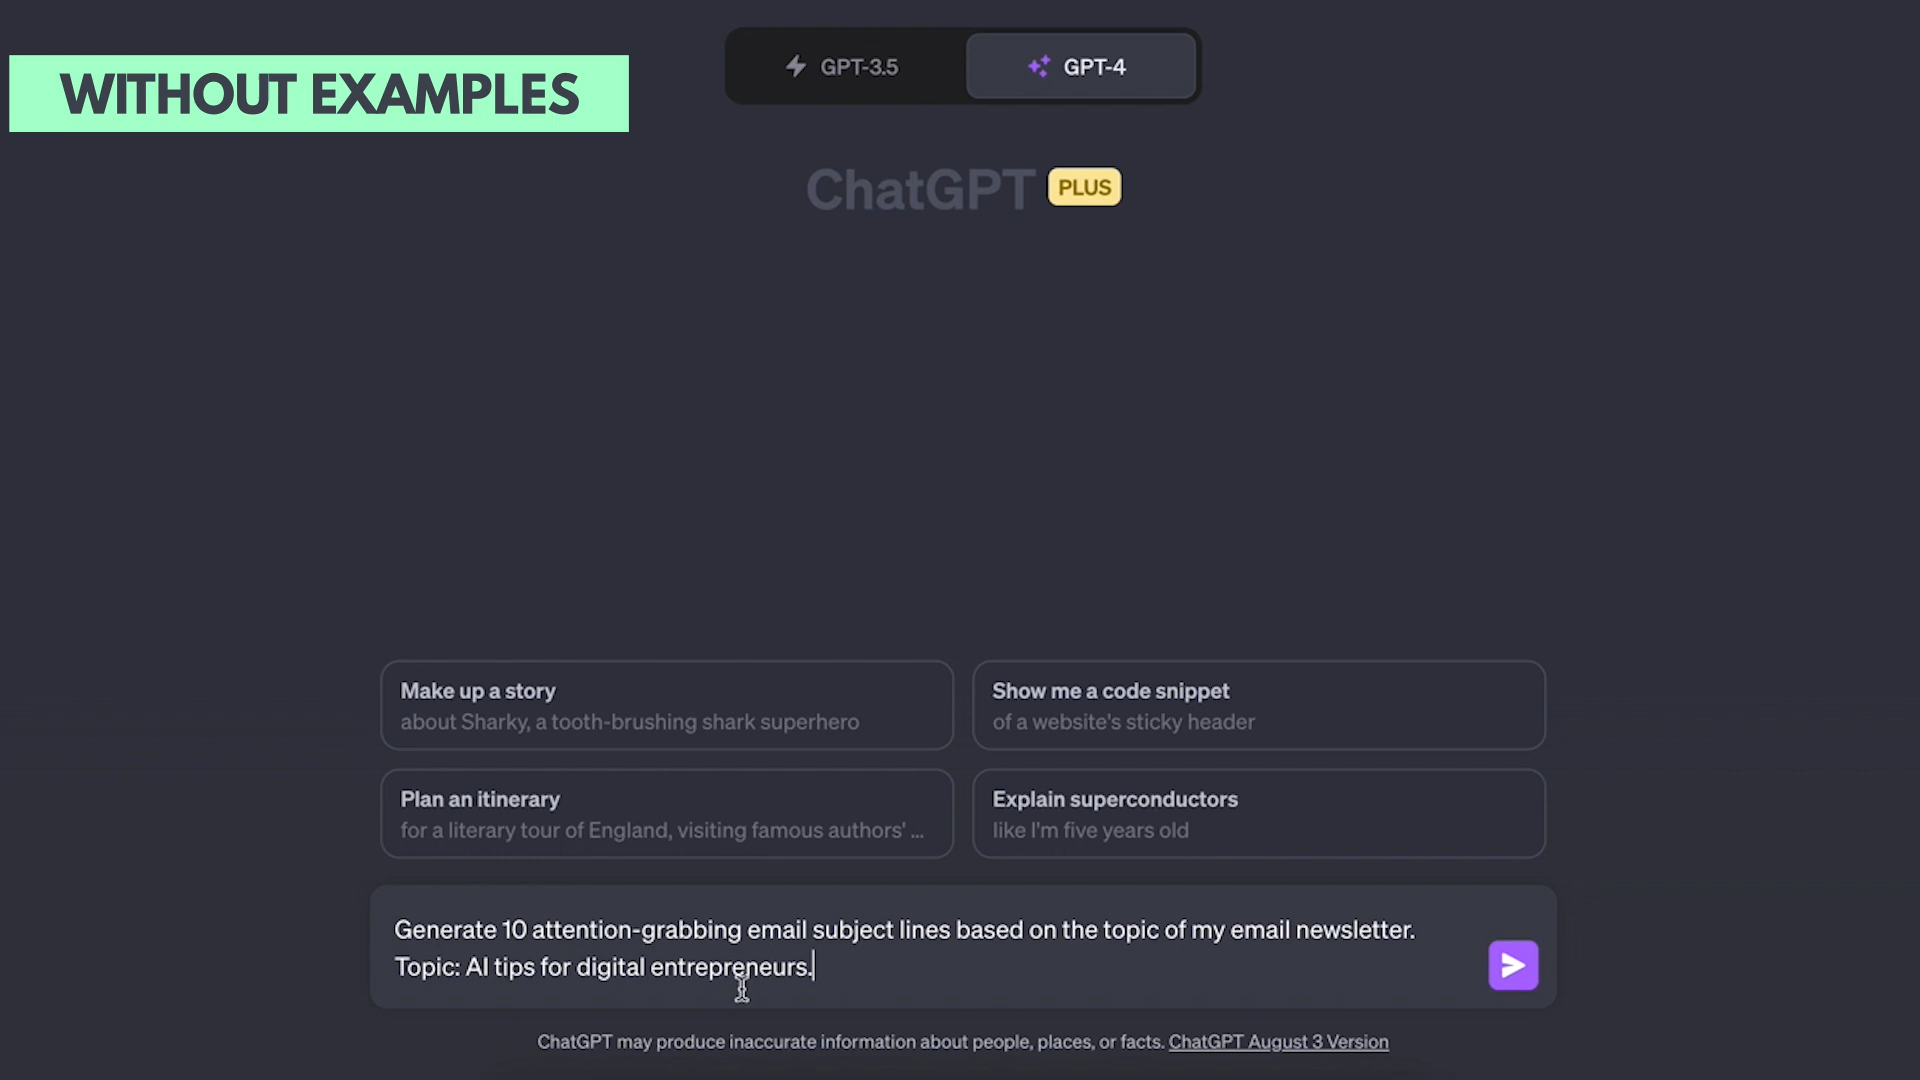 WITHOUT EXAMPLES
GPT-3.5
GPT-4
ChatGPT PLUS
Make up a story
about Sharky, a tooth-brushing shark superhero
Show me a code snippet
of a website's sticky header
Plan an itinerary
for a literary tour of England, visiting famous authors' ...
Explain superconductors
like I'm five years old
Generate 10 attention-grabbing email subject lines based on the topic of my email newsletter.
Topic: AI tips for digital entrepreneurs.
ChatGPT may produce inaccurate information about people, places, or facts. ChatGPT August 3 Version